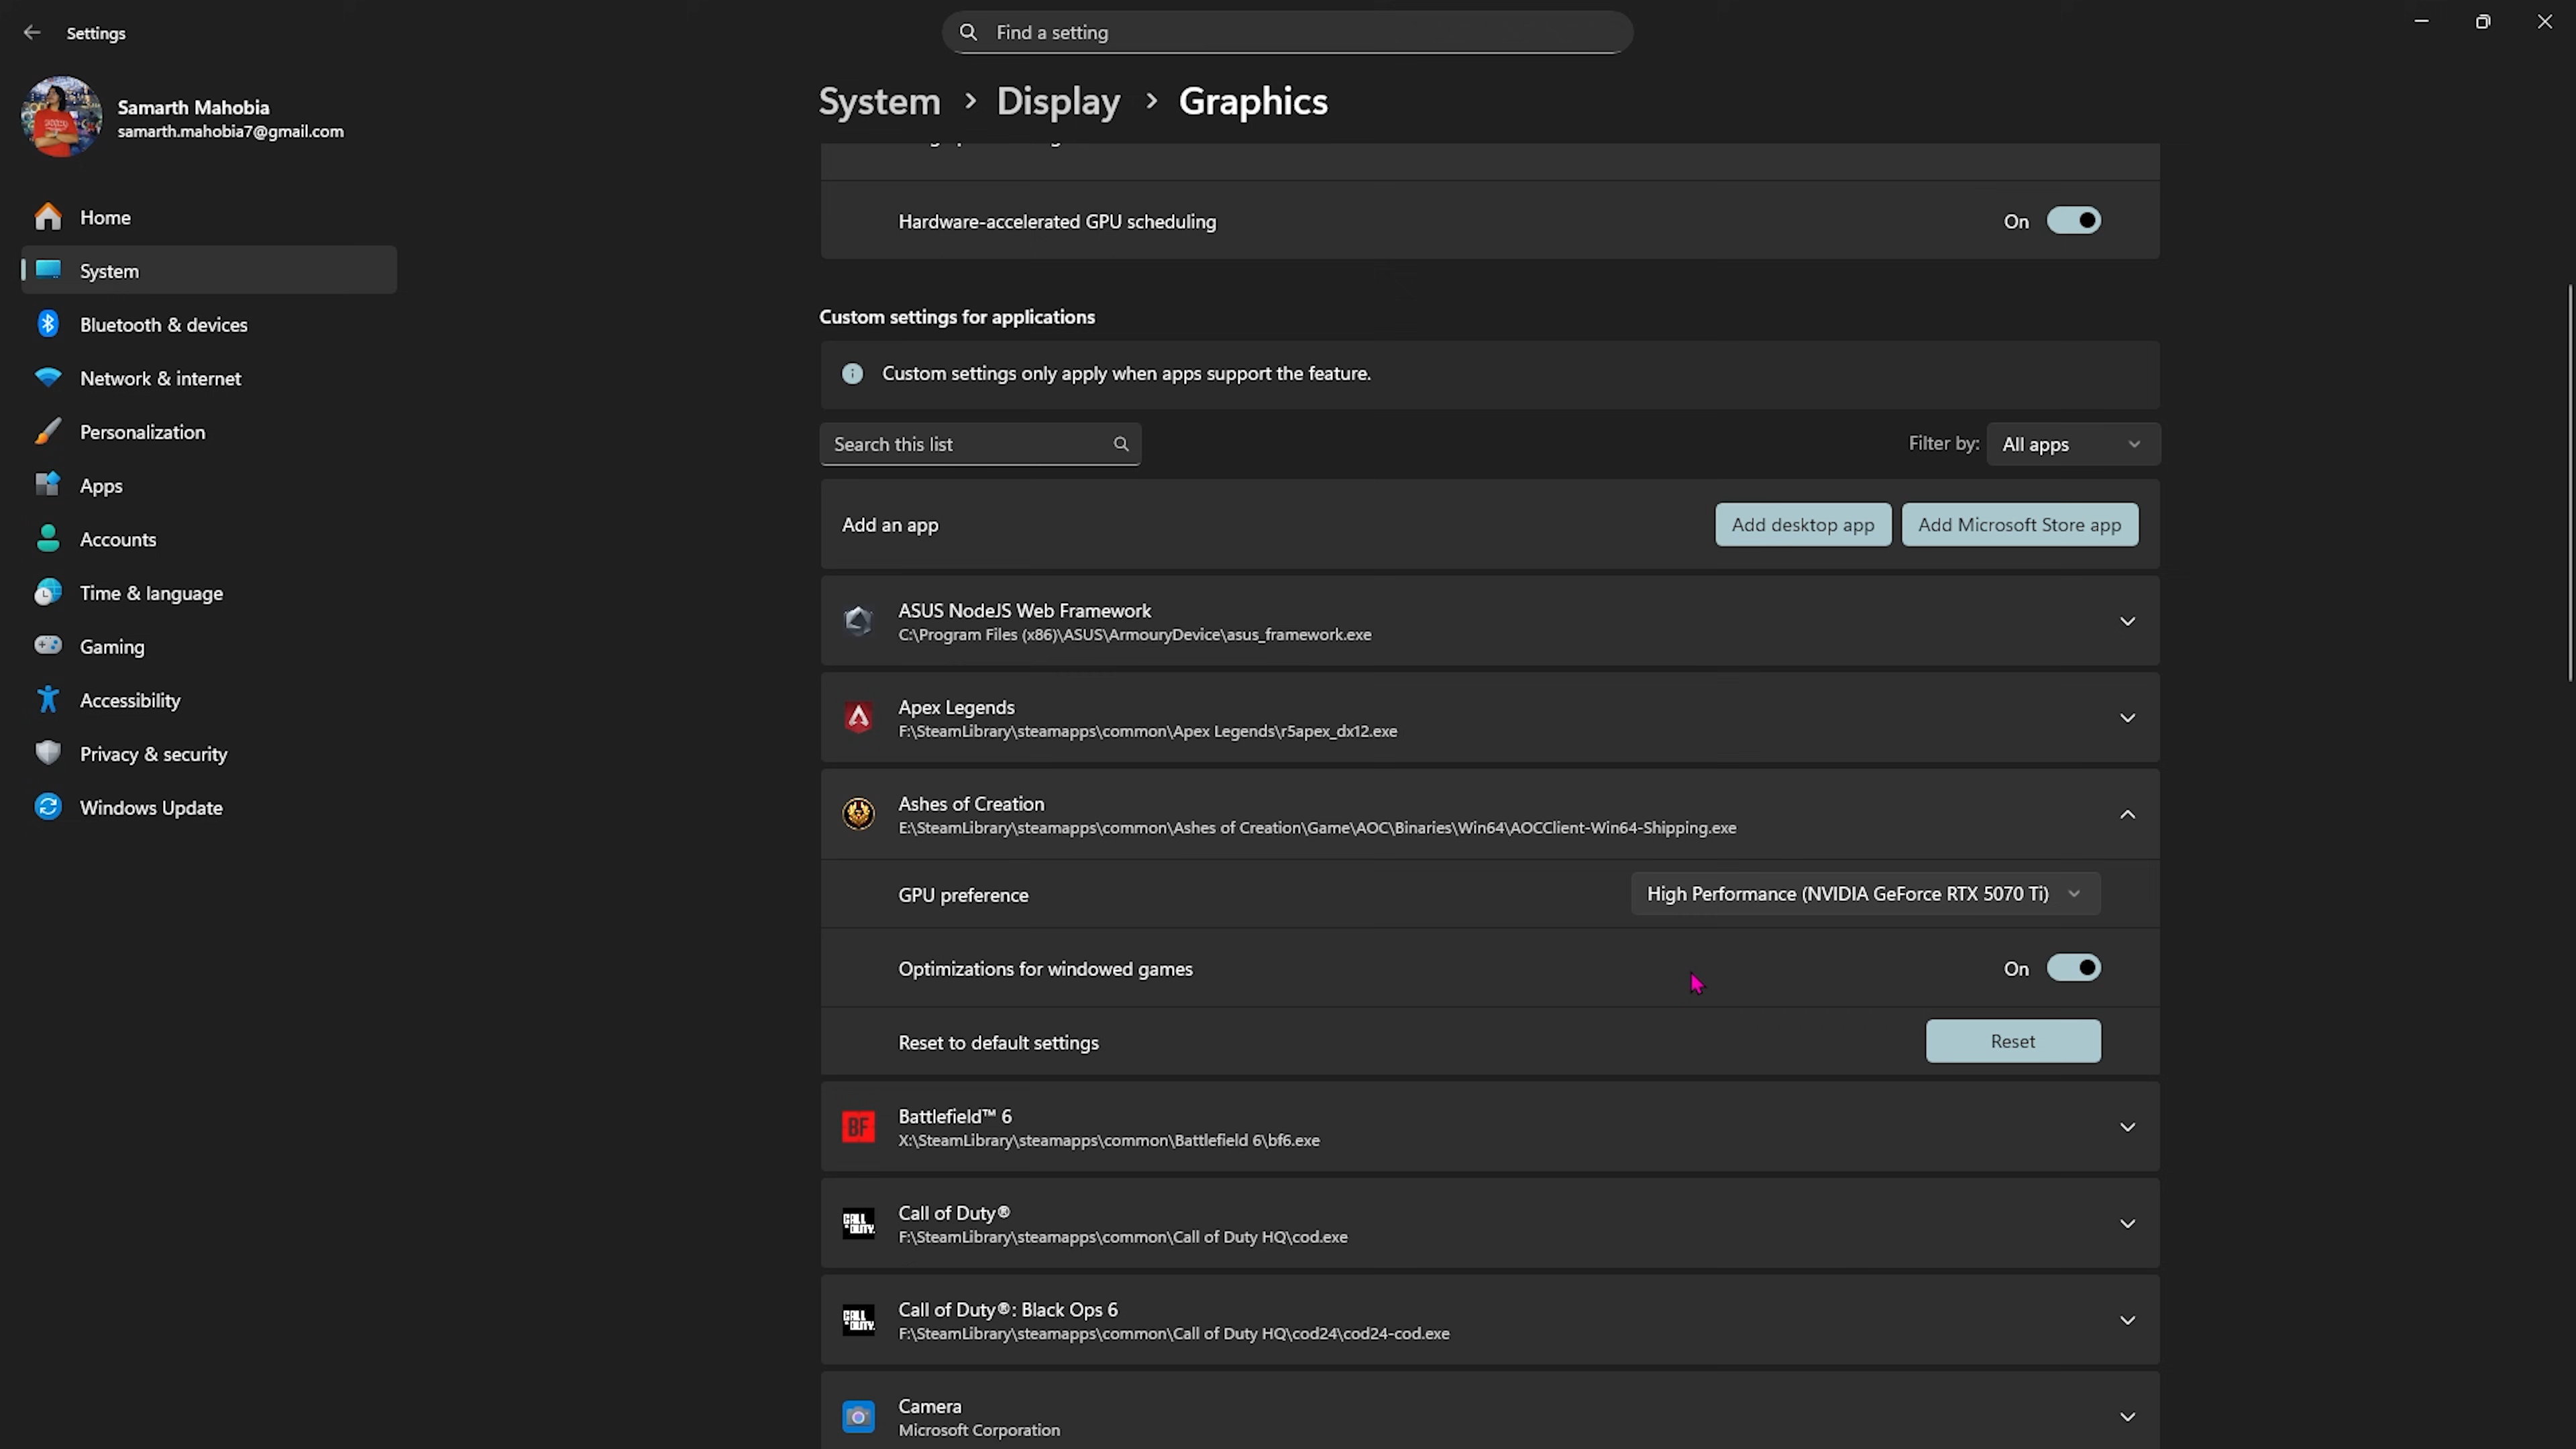 Settings
Find a setting
Samarth Mahobia
samarth.mahobia7@gmail.com
Home
System
Bluetooth & devices
Network & internet
Personalization
Apps
Accounts
Time & language
Gaming
Accessibility
Privacy & security
Windows Update
System > Display > Graphics
Hardware-accelerated GPU scheduling
On
Custom settings for applications
Custom settings only apply when apps support the feature.
Search this list
Filter by: All apps
Add an app
Add desktop app
Add Microsoft Store app
ASUS NodeJS Web Framework
C:\Program Files (x86)\ASUS\ArmouryDevice\asus_framework.exe
Apex Legends
F:\SteamLibrary\steamapps\common\Apex Legends\r5apex_dx12.exe
Ashes of Creation
E:\SteamLibrary\steamapps\common\Ashes of Creation\Game\AOC\Binaries\Win64\AOCClient-Win64-Shipping.exe
GPU preference
High Performance (NVIDIA GeForce RTX 5070 Ti)
Optimizations for windowed games
On
Reset to default settings
Reset
BF
Battlefield™ 6
X:\SteamLibrary\steamapps\common\Battlefield 6\bf6.exe
CALL DUTY
Call of Duty®
F:\SteamLibrary\steamapps\common\Call of Duty HQ\cod.exe
CALL DUTY
Call of Duty®: Black Ops 6
F:\SteamLibrary\steamapps\common\Call of Duty HQ\cod24\cod24-cod.exe
Camera
Microsoft Corporation